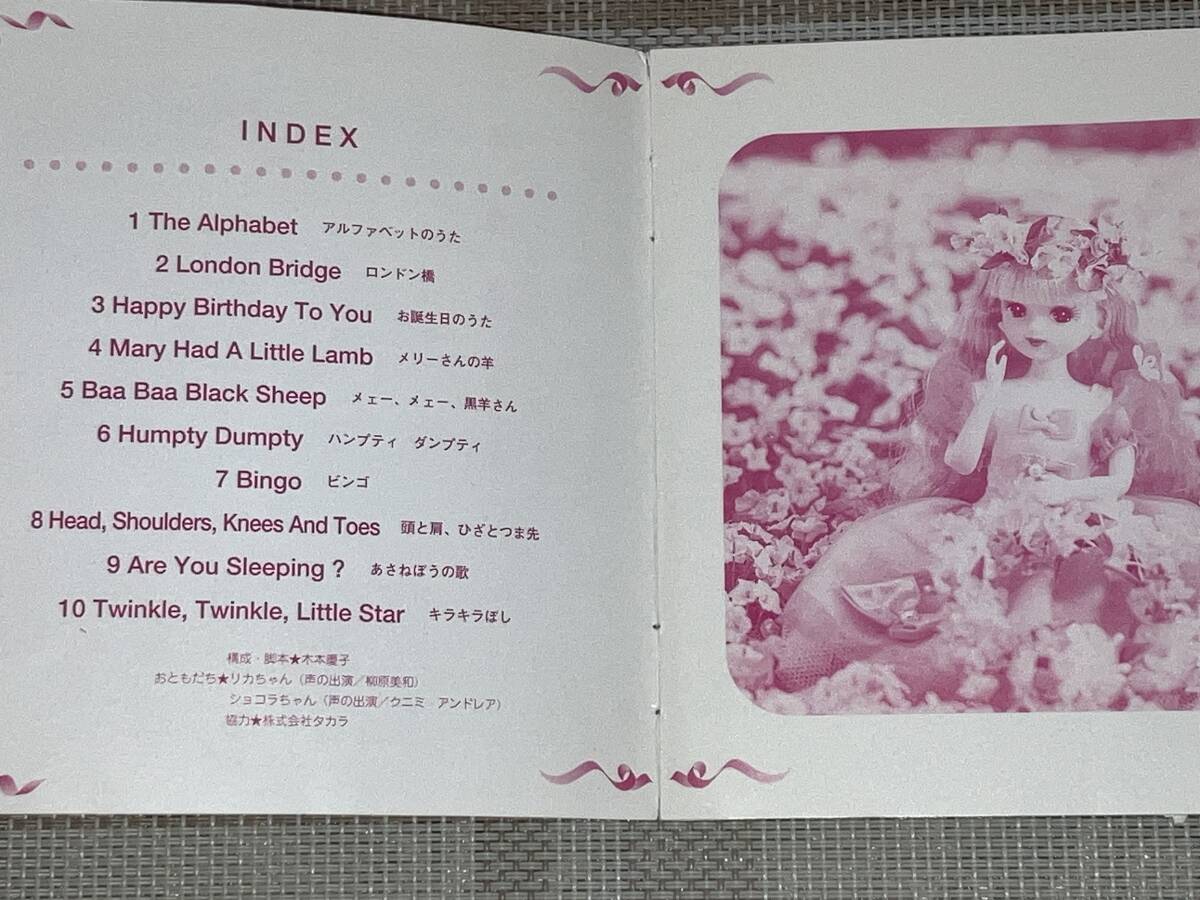 INDEX
1 The Alphabet アルファベットのうた
2 London Bridge ロンドン橋
3 Happy Birthday To You お誕生日のうた
4 Mary Had A Little Lamb メリーさんの羊
5 Baa Baa Black Sheep メェー、メェー、黒羊さん
6 Humpty Dumpty ハンプティ ダンプティ
7 Bingo ビンゴ
8 Head, Shoulders, Knees And Toes 頭と肩、ひざとつま先
9 Are You Sleeping ? あさねぼうの歌
10 Twinkle, Twinkle, Little Star キラキラぼし
構成・脚本★木本慶子
おともだち★リカちゃん（声の出演／柳原美和）
ショコラちゃん（声の出演／クニミ アンドレア）
協力★株式会社タカラ